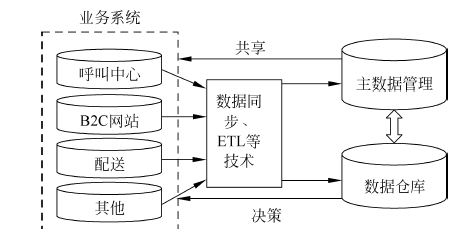 业务系统
共享
呼叫中心
主数据管理
B2C网站
数据同
步、
ETL等
技术
配送
数据仓库
其他
决策